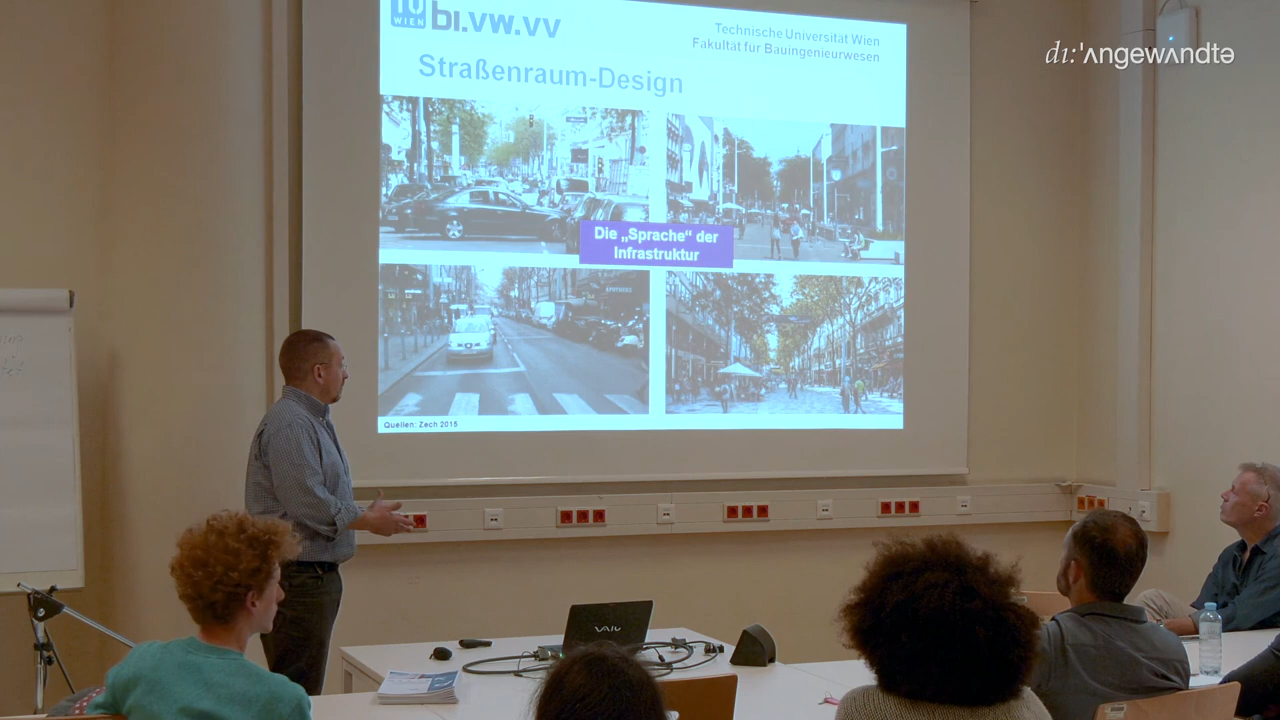 TU
WIEN
bi.vw.vv
Technische Universität Wien
Fakultät für Bauingenieurwesen
dı:'ʌngewʌndtə
Straßenraum-Design
Die „Sprache“ der
Infrastruktur
Quellen: Zech 2015
VAIO